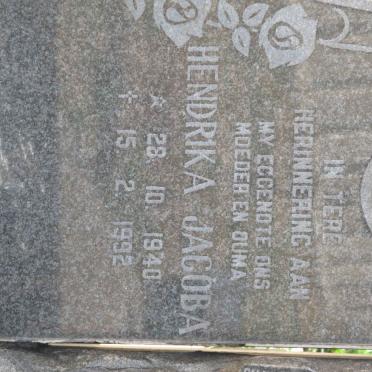 IN TERE
HERINNERING AAN
MY EGGENOTE ONS
MOEDER EN OUMA
HENDRIKA JACOBA
☆ 28. 10. 1940
† 15. 2. 1992